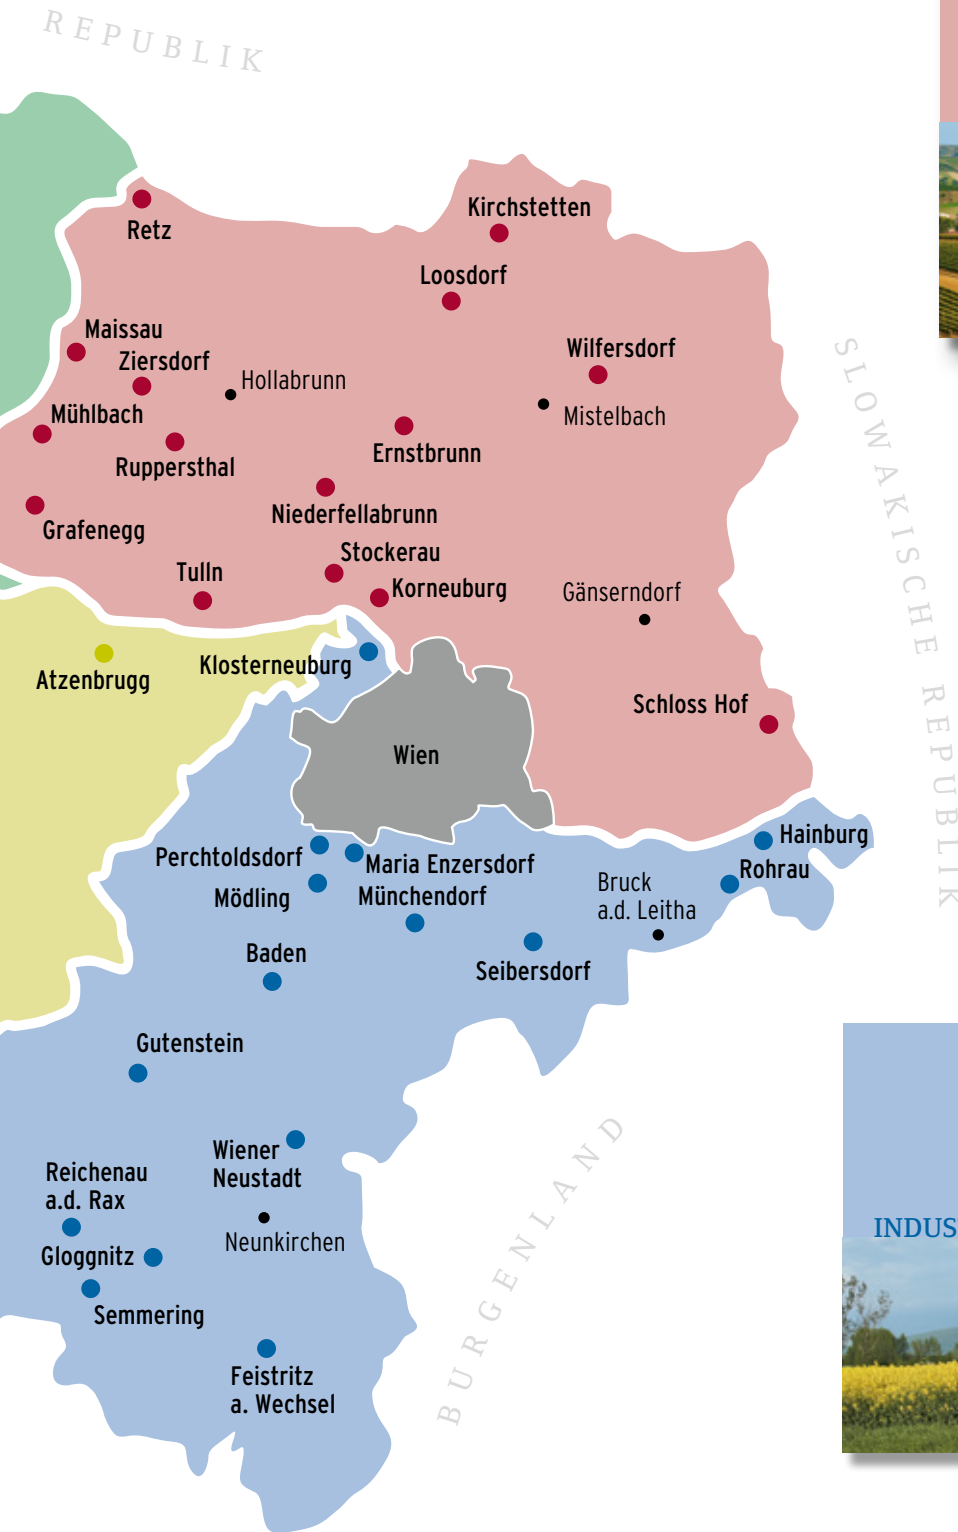 REPUBLIK
Kirchstetten
Retz
Loosdorf
Maissau
Wilfersdorf
Ziersdorf
Hollabrunn
Mühlbach
Mistelbach
Ernstbrunn
Ruppersthal
Niederfellabrunn
Grafenegg
Stockerau
Tulln
Korneuburg
Gänserndorf
SLOWAKISCHE REPUBLIK
Klosterneuburg
Atzenbrugg
Schloss Hof
Wien
Hainburg
Perchtoldsdorf
Maria Enzersdorf
Rohrau
Mödling
Münchendorf
Bruck
a.d. Leitha
Baden
Seibersdorf
Gutenstein
Wiener
Neustadt
BURGENLAND
Reichenau
a.d. Rax
Neunkirchen
Gloggnitz
INDUS
Semmering
Feistritz
a. Wechsel